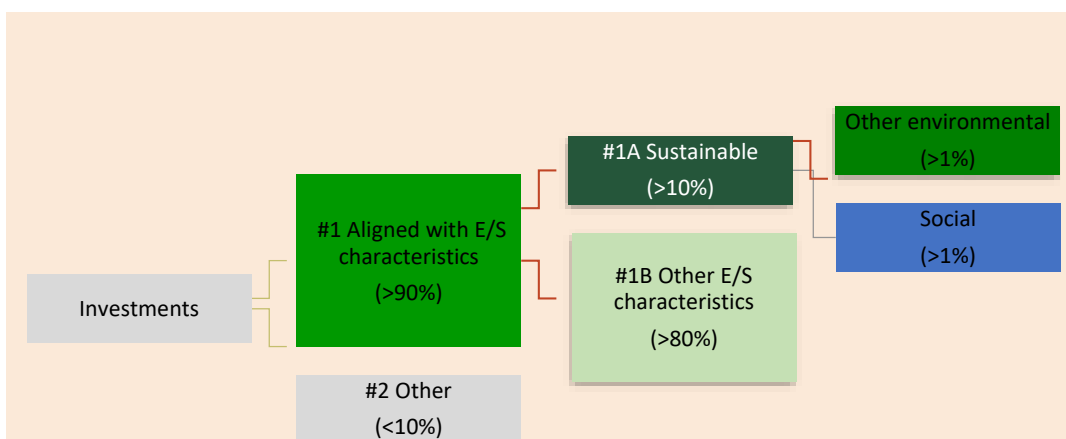 Investments
#1 Aligned with E/S
characteristics
(>90%)
#2 Other
(<10%)
#1A Sustainable
(>10%)
#1B Other E/S
characteristics
(>80%)
Other environmental
(>1%)
Social
(>1%)